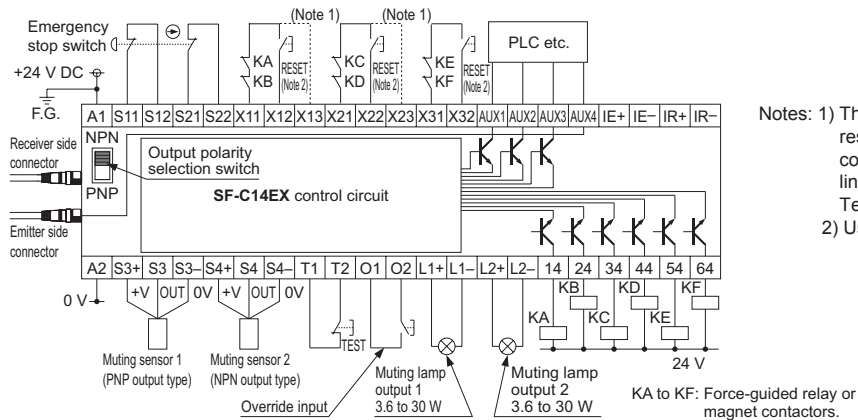 (Note 1) (Note 1)
Emergency
stop switch
+24 V DC
F.G.
KA
KB
RESET
(Note 2)
KC
KD
RESET
(Note 2)
KE
KF
RESET
(Note 2)
PLC etc.
A1 S11 S12 S21 S22 X11 X12 X13 X21 X22 X23 X31 X32 AUX1 AUX2 AUX3 AUX4 IE+ IE– IR+ IR–
Receiver side
connector
NPN
PNP
Output polarity
selection switch
SF-C14EX control circuit
Emitter side
connector
A2 S3+ S3 S3– S4+ S4 S4– T1 T2 O1 O2 L1+ L1– L2+ L2– 14 24 34 44 54 64
0 V
+V OUT 0V +V OUT 0V
TEST
KA KB KC KD KE KF
24 V
Muting sensor 1
(PNP output type)
Muting sensor 2
(NPN output type)
Override input
Muting lamp
output 1
3.6 to 30 W
Muting lamp
output 2
3.6 to 30 W
KA to KF: Force-guided relay or
magnet contactors.
Notes: 1) Th
res
co
lin
Te
2) Us